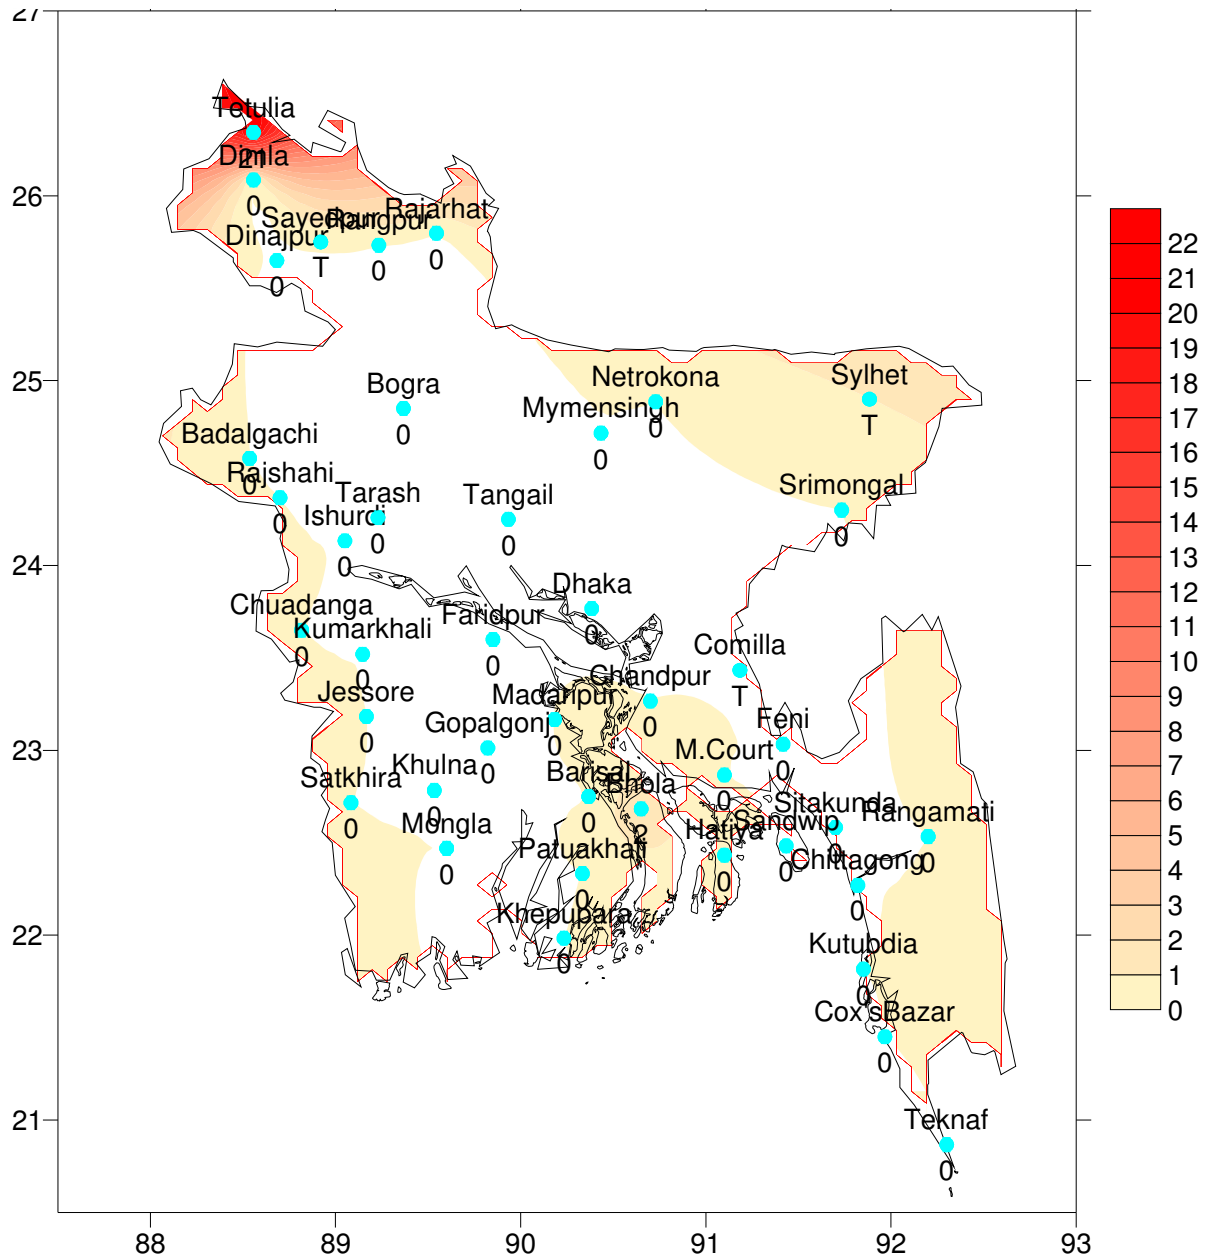 27
Tetulia
21
Dimla
0
Sayedpur
T
Rangpur
0
Rajarhat
0
Dinajpur
0
26
25
Bogra
0
Netrokona
0
Mymensingh
0
Sylhet
T
Badalgachi
0
Rajshahi
0
Tarash
0
Ishurdi
0
Tangail
0
Srimongal
0
24
Dhaka
0
Chuadanga
0
Kumarkhali
0
Faridpur
0
Comilla
T
Chandpur
0
Jessore
0
Madaripur
0
Gopalgonj
0
Feni
0
23
M.Court
0
Khulna
0
Satkhira
0
Barisal
0
Bhola
2
Sitakunda
0
Rangamati
0
Mongla
0
Hatiya
0
Sandwip
0
Patuakhali
0
Chittagong
0
22
Khepupara
0
Kutubdia
0
Cox'sBazar
0
21
Teknaf
0
88 89 90 91 92 93
22
21
20
19
18
17
16
15
14
13
12
11
10
9
8
7
6
5
4
3
2
1
0